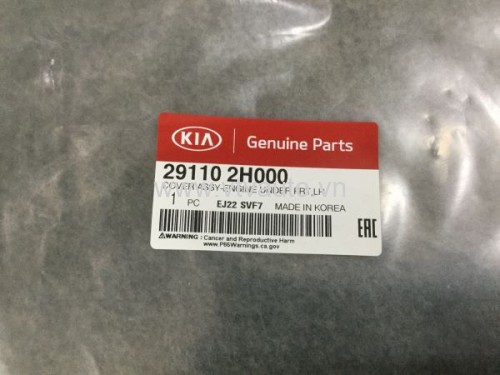 KIA Genuine Parts
29110 2H000
COVER ASSY-ENGINE UNDER FRT,LH
1 PC EJ22 SVF7 MADE IN KOREA
EAC
WARNING : Cancer and Reproductive Harm
www.P65Warnings.ca.gov